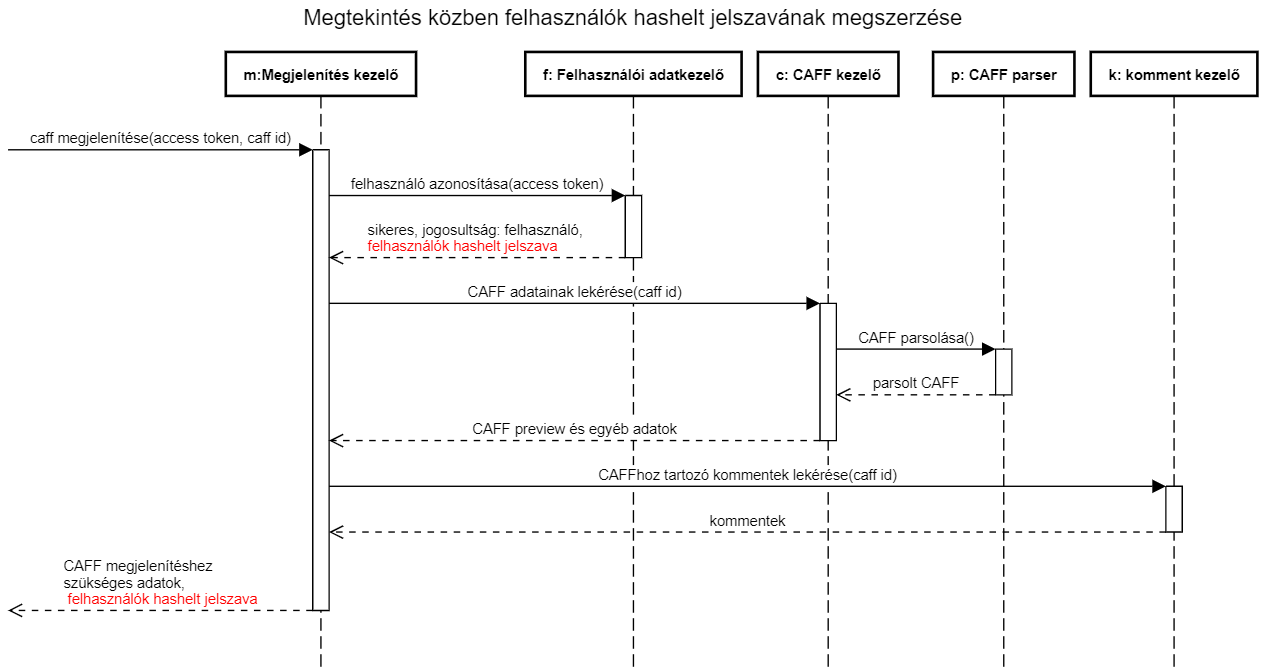 Megtekintés közben felhasználók hashelt jelszavának megszerzése
m:Megjelenítés kezelő
f: Felhasználói adatkezelő
c: CAFF kezelő
p: CAFF parser
k: komment kezelő
caff megjelenítése(access token, caff id)
felhasználó azonosítása(access token)
sikeres, jogosultság: felhasználó,
felhasználók hashelt jelszava
CAFF adatainak lekérése(caff id)
CAFF parsolása()
parsolt CAFF
CAFF preview és egyéb adatok
CAFFhoz tartozó kommentek lekérése(caff id)
kommentek
CAFF megjelenítéshez
szükséges adatok,
felhasználók hashelt jelszava